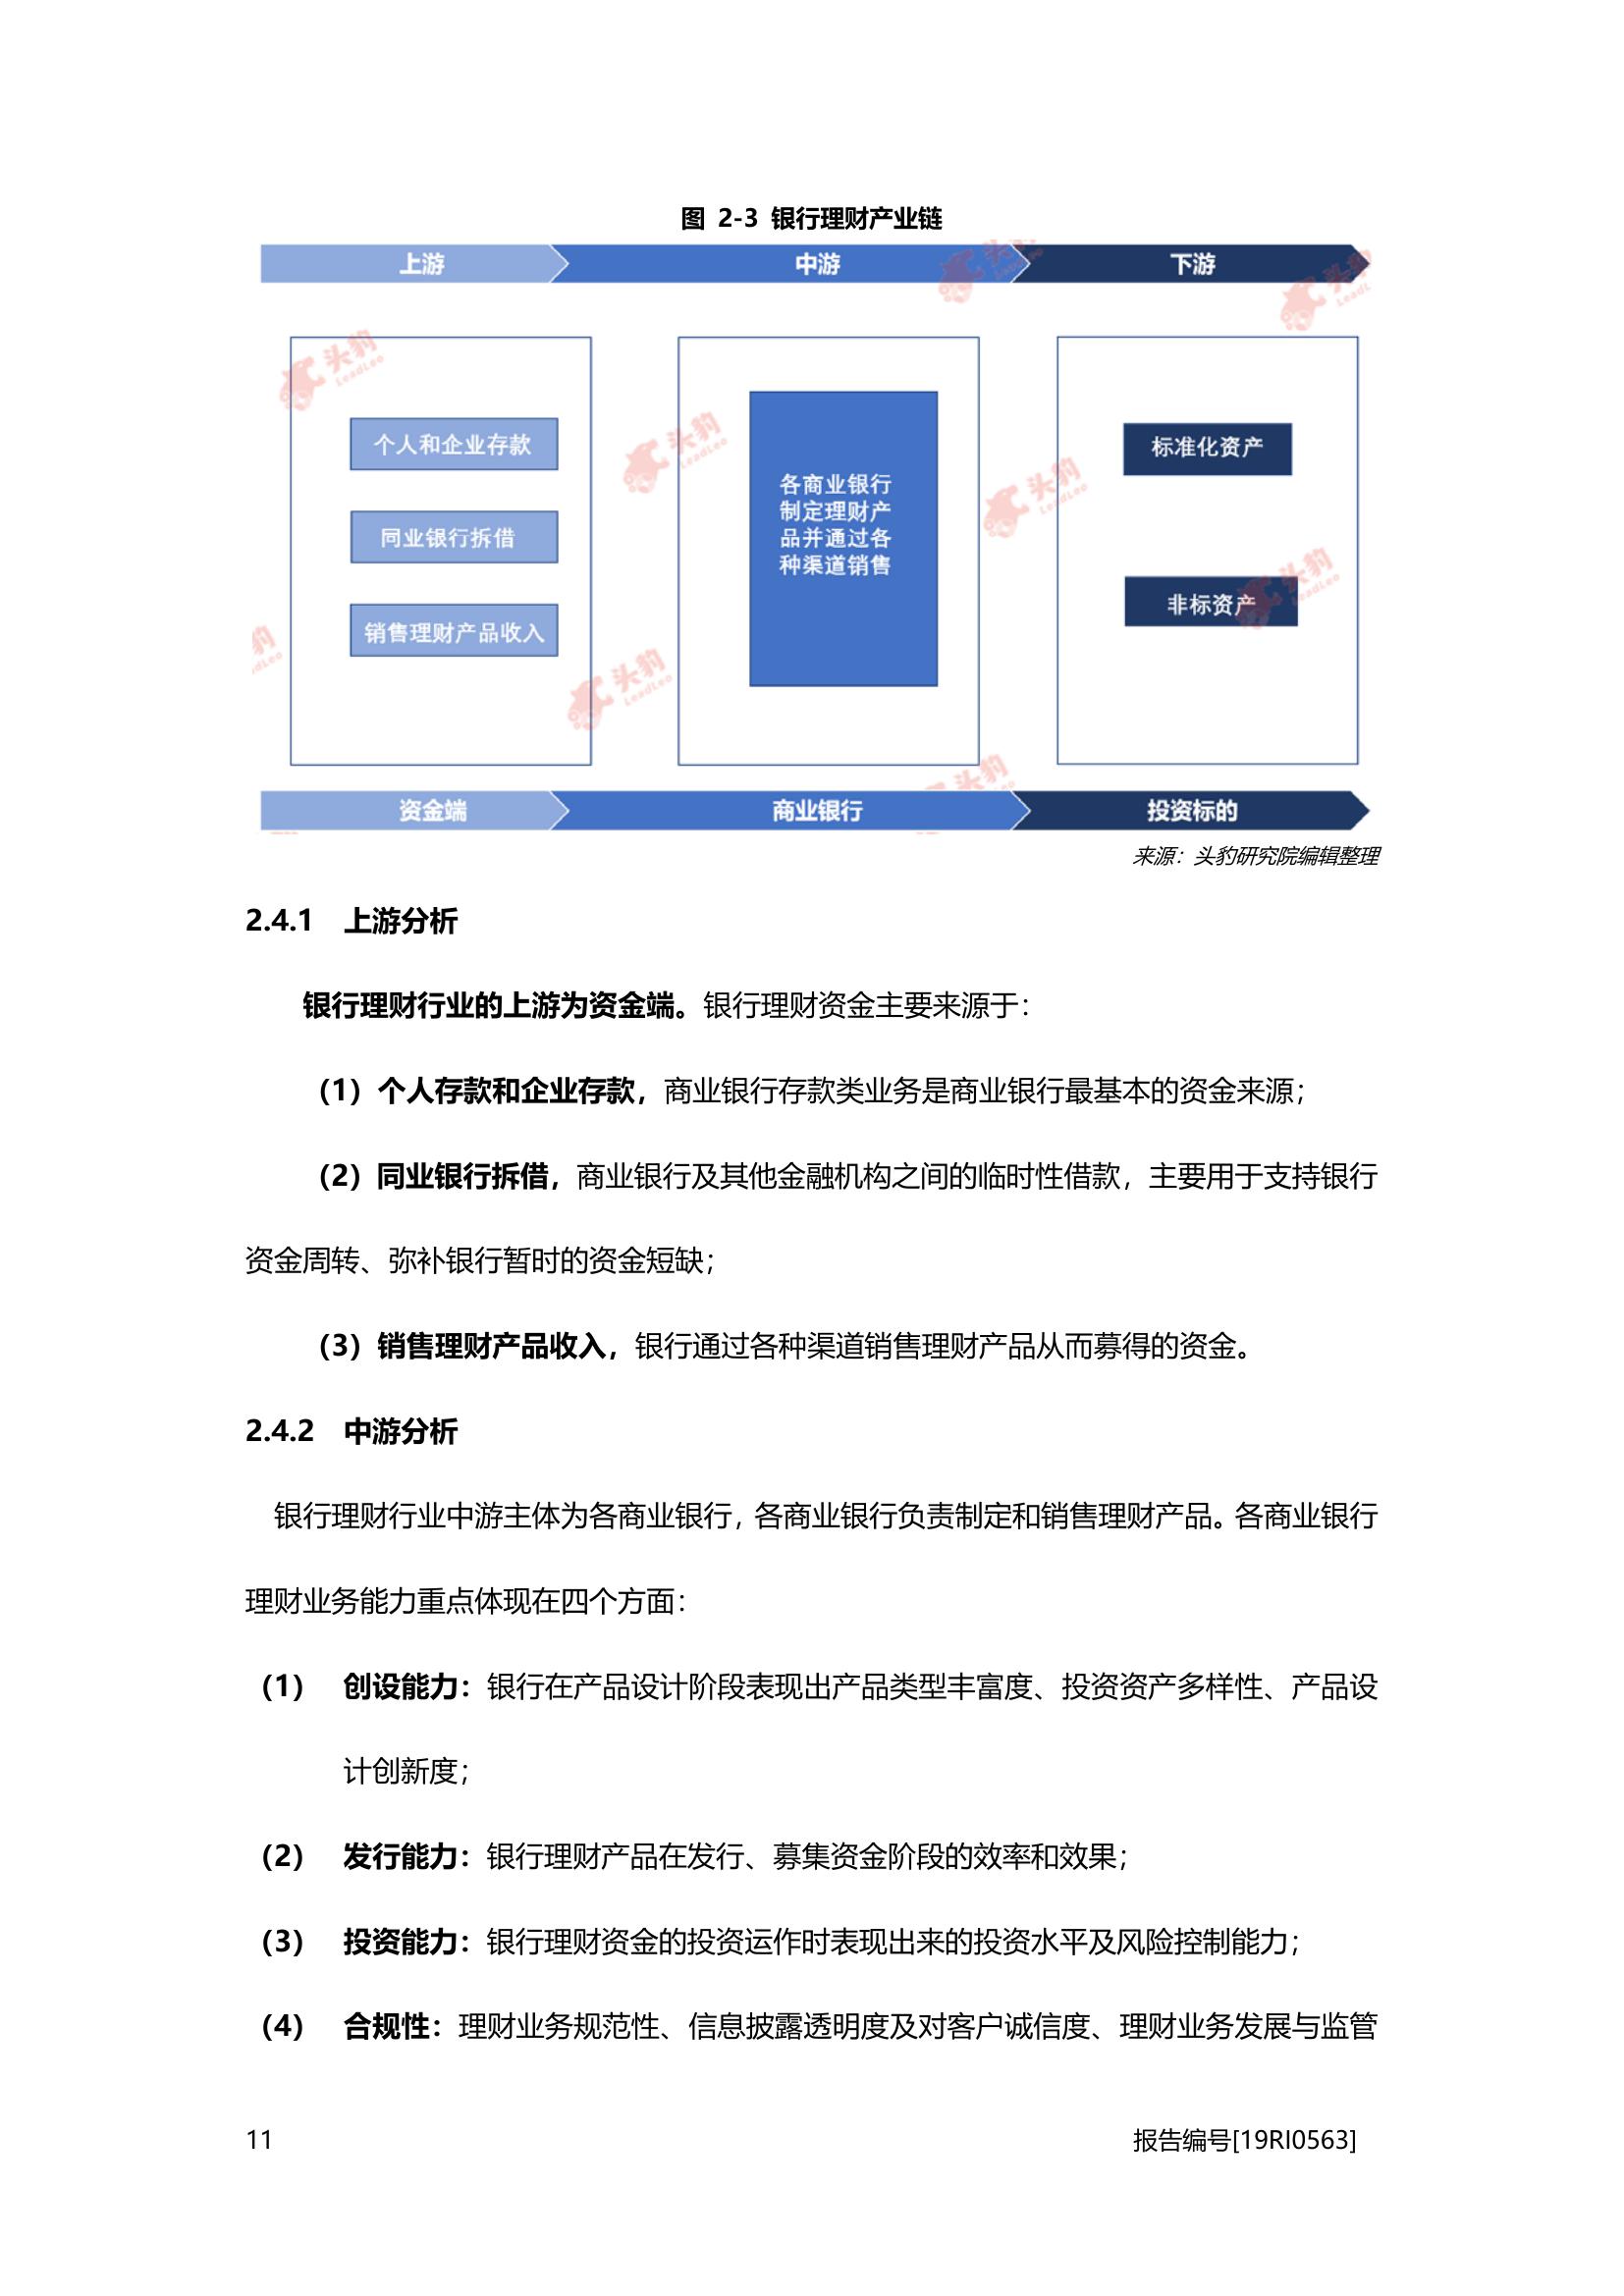 图 2-3 银行理财产业链
上游
中游
下游
个人和企业存款
同业银行拆借
销售理财产品收入
各商业银行
制定理财产
品并通过各
种渠道销售
标准化资产
非标资产
资金端
商业银行
投资标的
头豹
LeadLeo
来源：头豹研究院编辑整理
2.4.1 上游分析
银行理财行业的上游为资金端。银行理财资金主要来源于：
（1）个人存款和企业存款，商业银行存款类业务是商业银行最基本的资金来源；
（2）同业银行拆借，商业银行及其他金融机构之间的临时性借款，主要用于支持银行
资金周转、弥补银行暂时的资金短缺；
（3）销售理财产品收入，银行通过各种渠道销售理财产品从而募得的资金。
2.4.2 中游分析
银行理财行业中游主体为各商业银行，各商业银行负责制定和销售理财产品。各商业银行
理财业务能力重点体现在四个方面：
（1） 创设能力：银行在产品设计阶段表现出产品类型丰富度、投资资产多样性、产品设
计创新度；
（2） 发行能力：银行理财产品在发行、募集资金阶段的效率和效果；
（3） 投资能力：银行理财资金的投资运作时表现出来的投资水平及风险控制能力；
（4） 合规性：理财业务规范性、信息披露透明度及对客户诚信度、理财业务发展与监管
11
报告编号[19RI0563]